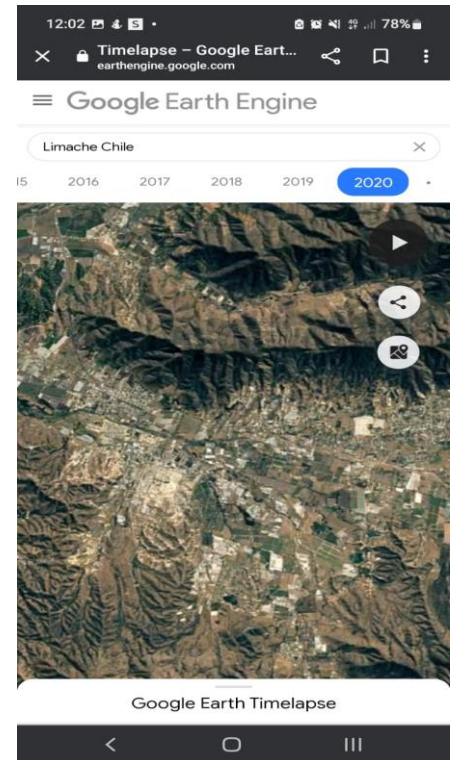 12:02 S • 78%
Timelapse – Google Eart...
earthengine.google.com
Google Earth Engine
Limache Chile
15 2016 2017 2018 2019 2020
Google Earth Timelapse